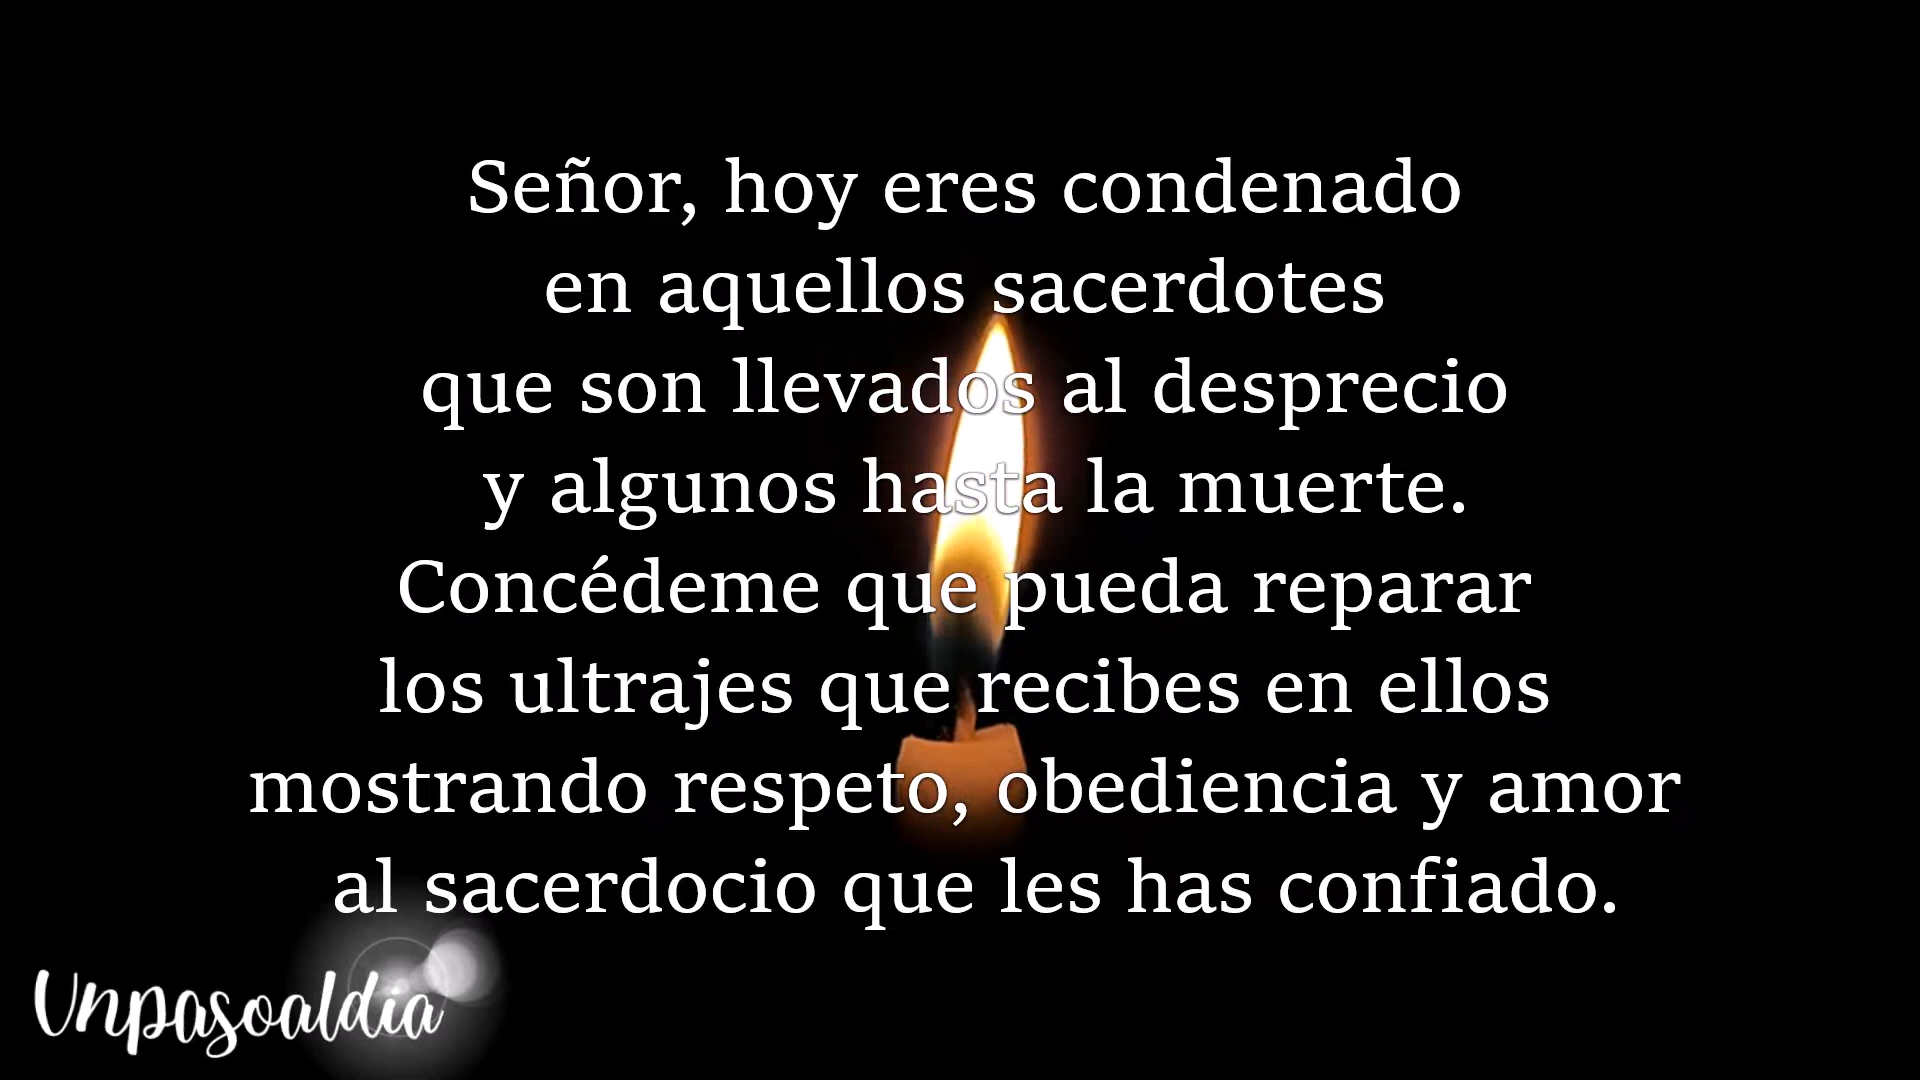 Señor, hoy eres condenado
en aquellos sacerdotes
que son llevados al desprecio
y algunos hasta la muerte.
Concédeme que pueda reparar
los ultrajes que recibes en ellos
mostrando respeto, obediencia y amor
al sacerdocio que les has confiado.
Unpasoaldia